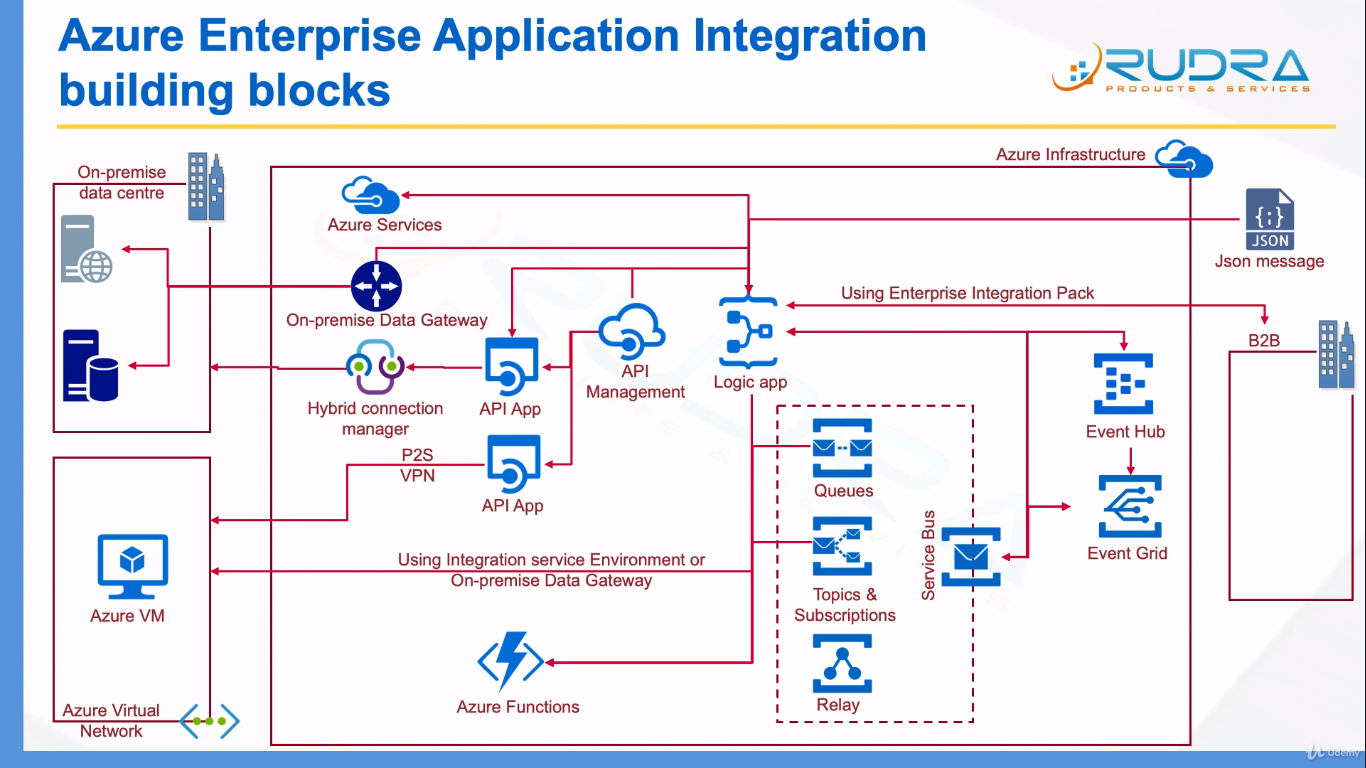 Azure Enterprise Application Integration
building blocks
RUDRA
PRODUCTS & SERVICES
On-premise
data centre
Azure Infrastructure
Azure Services
{;}
JSON
Json message
On-premise Data Gateway
Using Enterprise Integration Pack
B2B
API
Management
Logic app
API App
Hybrid connection
manager
Event Hub
P2S
VPN
API App
Queues
Service Bus
Event Grid
Using Integration service Environment or
On-premise Data Gateway
Topics &
Subscriptions
Azure VM
Relay
Azure Functions
Azure Virtual
Network
Udemy